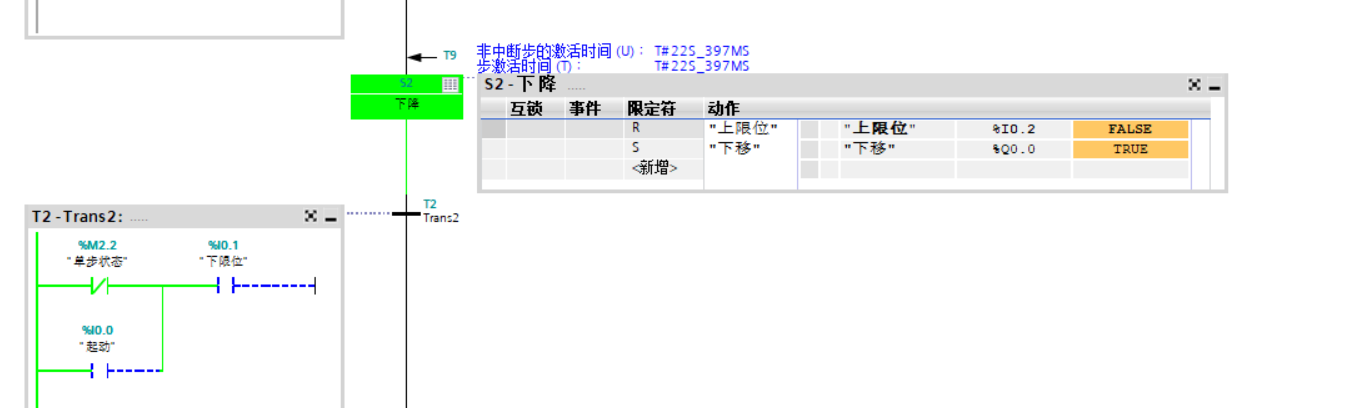 T9
非中断步的激活时间 (U)： T#22S_397MS
步激活时间 (T)： T#22S_397MS
S2
下降
S2 - 下降 .....
互锁 事件 限定符 动作
R "上限位" "上限位" %I0.2 FALSE
S "下移" "下移" %Q0.0 TRUE
<新增>
T2
Trans2
T2 - Trans2: .....
%M2.2 %I0.1
"单步状态" "下限位"
%I0.0
"起动"